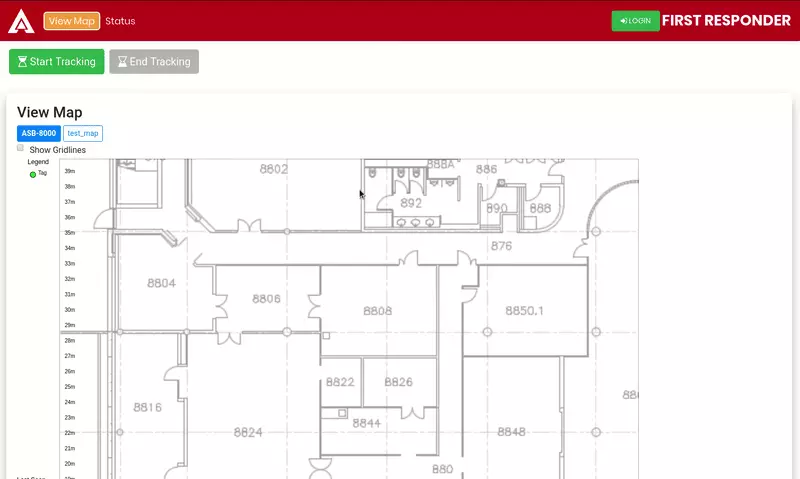 View Map Status LOGIN FIRST RESPONDER
Start Tracking End Tracking
View Map
ASB-8000 test_map
Show Gridlines
Legend
Tag
39m
38m
37m
36m
35m
34m
33m
32m
31m
30m
29m
28m
27m
26m
25m
24m
23m
22m
21m
20m
8802
888A
886
892
890
888
876
8804
8806
8808
8850.1
8822
8826
8816
8844
8824
8848
880